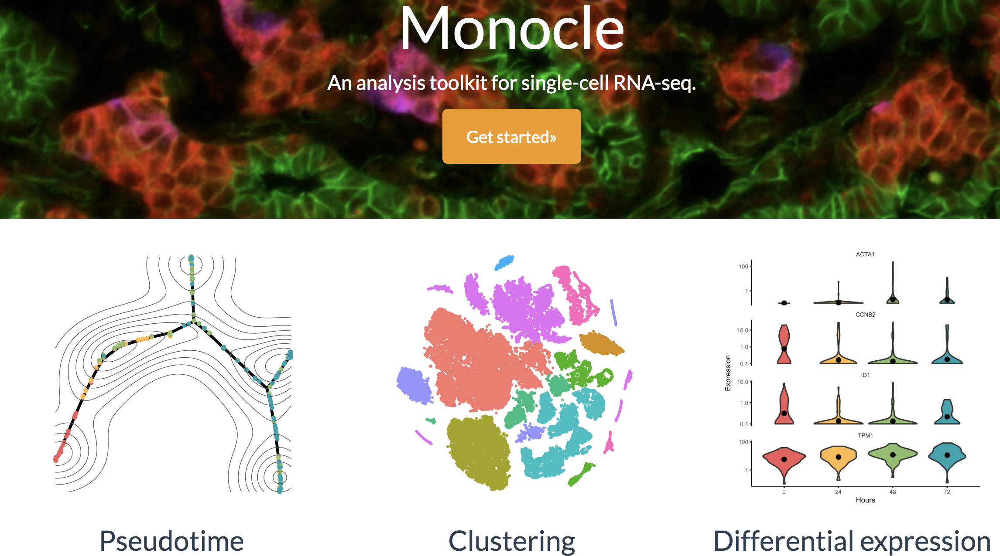 Monocle
An analysis toolkit for single-cell RNA-seq.
Get started»
ACTA1
100
1
CCNB2
10.0
1.0
0.1
ID1
10.0
1.0
0.1
TPM1
100
1
Expression
0 24 48 72
Hours
Pseudotime
Clustering
Differential expression